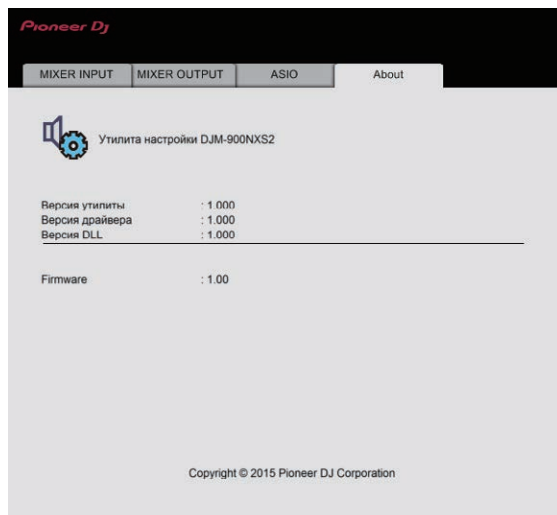 Pioneer Dj
MIXER INPUT MIXER OUTPUT ASIO About
Утилита настройки DJM-900NXS2
Версия утилиты : 1.000
Версия драйвера : 1.000
Версия DLL : 1.000
Firmware : 1.00
Copyright © 2015 Pioneer DJ Corporation